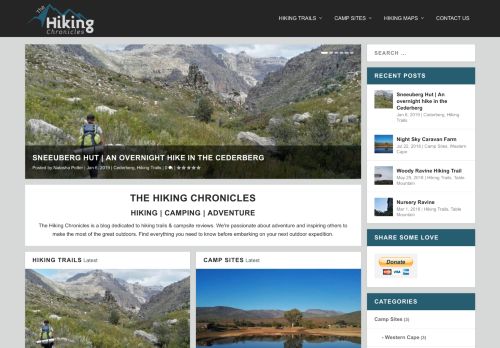 The
Hiking
Chronicles
HIKING TRAILS
CAMP SITES
HIKING MAPS
CONTACT US
SNEEUBERG HUT | AN OVERNIGHT HIKE IN THE CEDERBERG
Posted by Natasha Potter | Jan 6, 2019 | Cederberg, Hiking Trails | 0 |
THE HIKING CHRONICLES
HIKING | CAMPING | ADVENTURE
The Hiking Chronicles is a blog dedicated to hiking trails & campsite reviews. We're passionate about adventure and inspiring others to
make the most of the great outdoors. Find everything you need to know before embarking on your next outdoor expedition.
HIKING TRAILS Latest
CAMP SITES Latest
SEARCH ...
RECENT POSTS
Sneeuberg Hut | An
overnight hike in the
Cederberg
Jan 6, 2019 | Cederberg, Hiking
Trails
Night Sky Caravan Farm
Jul 22, 2018 | Camp Sites, Western
Cape
Woody Ravine Hiking Trail
May 29, 2018 | Hiking Trails, Table
Mountain
Nursery Ravine
Mar 1, 2018 | Hiking Trails, Table
Mountain
SHARE SOME LOVE
Donate
CATEGORIES
Camp Sites (3)
- Western Cape (3)